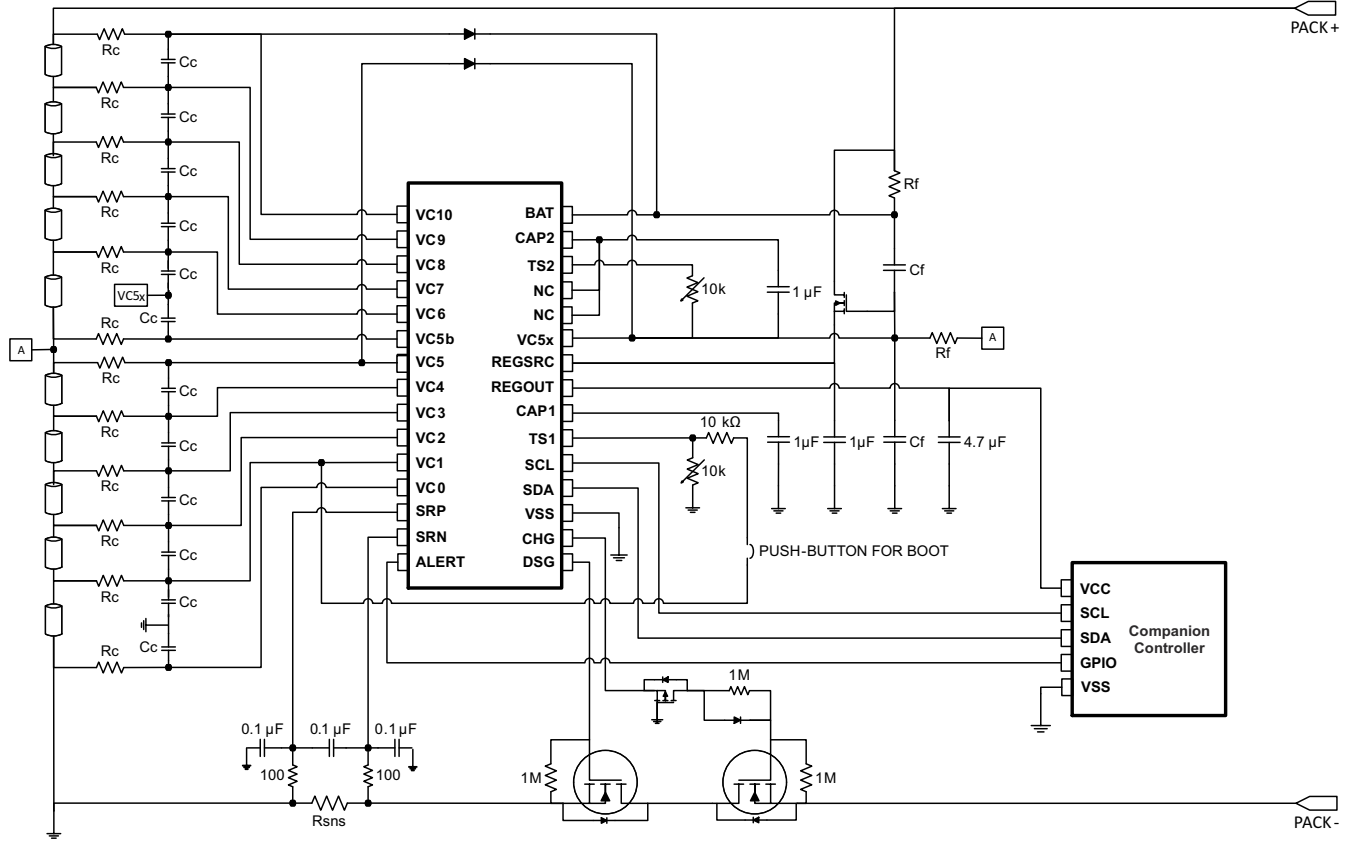 PACK+
Rc
Cc
Rc
Cc
Rc
Cc
Rc
Cc
Rc
Cc
VC5x
Cc
Rc
A
Rc
Cc
Rc
Cc
Rc
Cc
Rc
Cc
Rc
Cc
Cc
Rc
VC10
VC9
VC8
VC7
VC6
VC5b
VC5
VC4
VC3
VC2
VC1
VC0
SRP
SRN
ALERT
BAT
CAP2
TS2
NC
NC
VC5x
REGSRC
REGOUT
CAP1
TS1
SCL
SDA
VSS
CHG
DSG
Rf
Cf
10k
1 µF
Rf
A
10 kΩ
10k
1µF
1µF
Cf
4.7 µF
PUSH-BUTTON FOR BOOT
VCC
SCL
SDA
GPIO
VSS
Companion
Controller
0.1 µF
0.1 µF
0.1 µF
100
100
Rsns
1M
1M
1M
PACK-